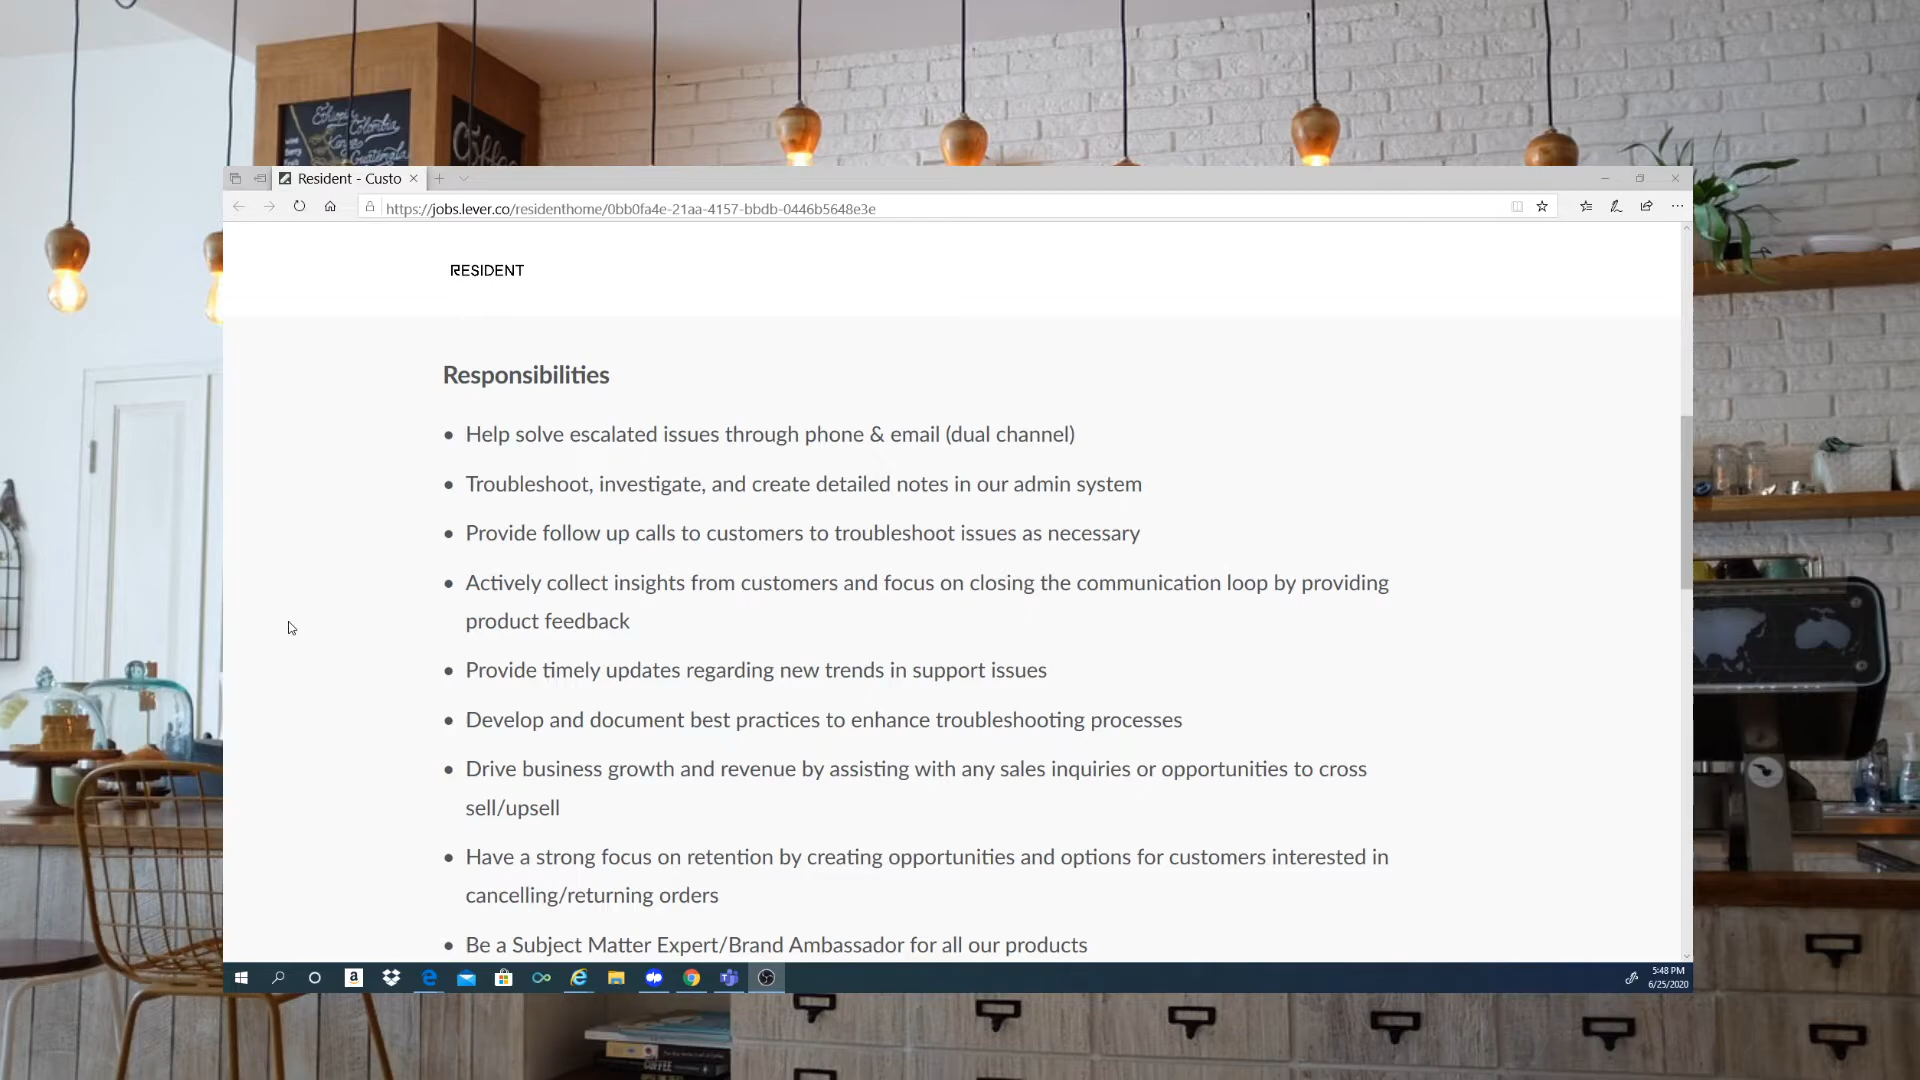 Ethiopia
Colombia
Kenya
Guatemala
Coffee
Resident - Custo
https://jobs.lever.co/residenthome/0bb0fa4e-21aa-4157-bbdb-0446b5648e3e
RESIDENT
Responsibilities
• Help solve escalated issues through phone & email (dual channel)
• Troubleshoot, investigate, and create detailed notes in our admin system
• Provide follow up calls to customers to troubleshoot issues as necessary
• Actively collect insights from customers and focus on closing the communication loop by providing
product feedback
• Provide timely updates regarding new trends in support issues
• Develop and document best practices to enhance troubleshooting processes
• Drive business growth and revenue by assisting with any sales inquiries or opportunities to cross
sell/upsell
• Have a strong focus on retention by creating opportunities and options for customers interested in
cancelling/returning orders
• Be a Subject Matter Expert/Brand Ambassador for all our products
5:48 PM
6/25/2020
COFFEE